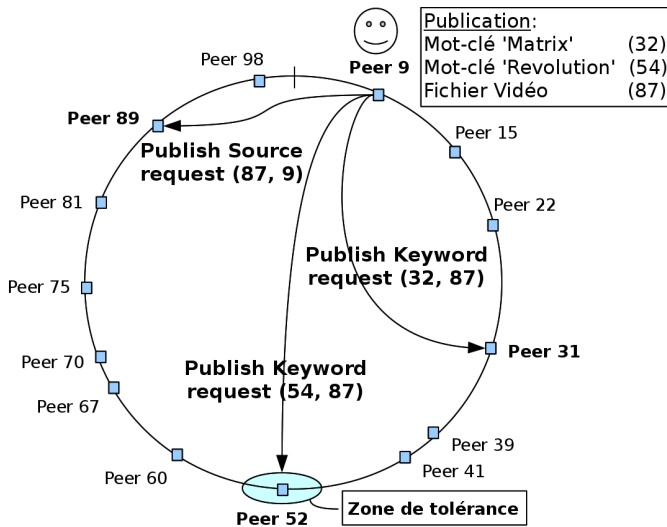 Publication:
Mot-clé 'Matrix' (32)
Mot-clé 'Revolution' (54)
Fichier Vidéo (87)
Peer 98
Peer 9
Peer 89
Peer 15
Publish Source
request (87, 9)
Peer 81
Peer 22
Publish Keyword
request (32, 87)
Peer 75
Peer 31
Peer 70
Publish Keyword
request (54, 87)
Peer 67
Peer 39
Peer 41
Peer 60
Zone de tolérance
Peer 52